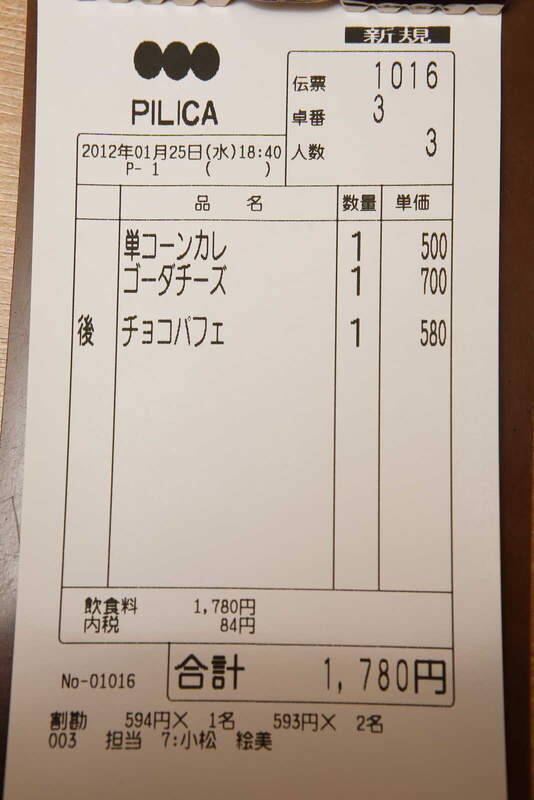 新規
PILICA
伝票 1016
卓番 3
人数 3
2012年01月25日(水)18:40
P- 1 ( )
品 名 数量 単価
単コーンカレ 1 500
ゴーダチーズ 1 700
後 チョコパフェ 1 580
飲食料 1,780円
内税 84円
No-01016 合計 1,780円
割勘 594円× 1名 593円× 2名
003 担当 7:小松 絵美